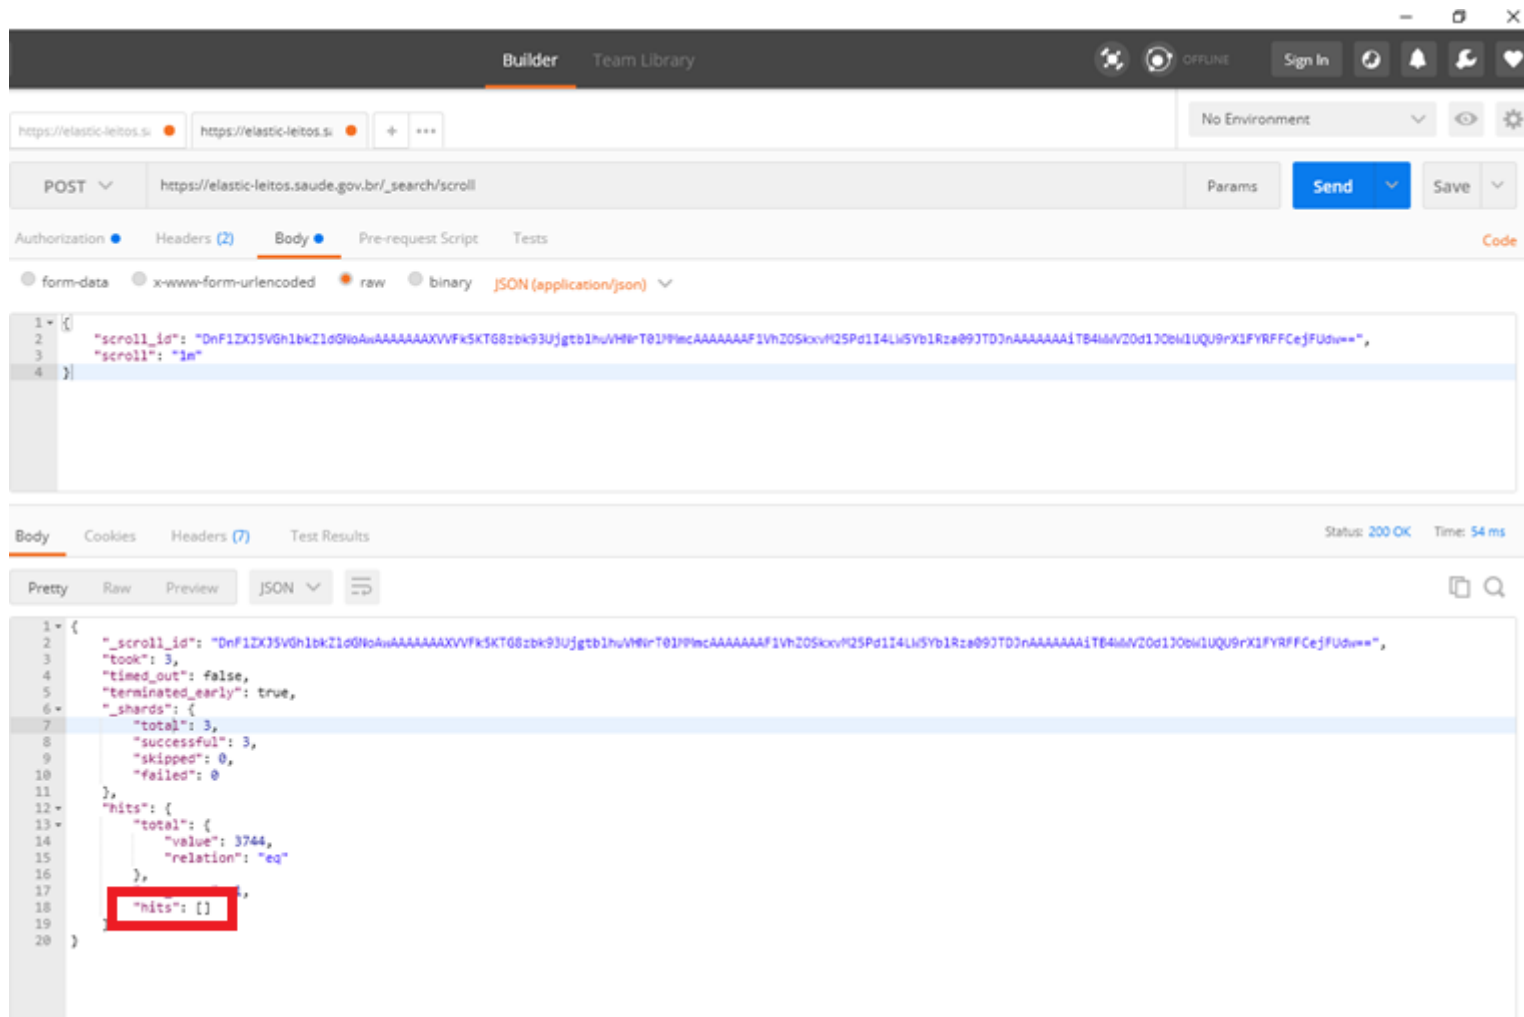 Builder Team Library OFFLINE Sign In
https://elastic-leitos.s https://elastic-leitos.s + ••• No Environment
POST https://elastic-leitos.saude.gov.br/_search/scroll Params Send Save
Authorization Headers (2) Body Pre-request Script Tests Code
form-data x-www-form-urlencoded raw binary JSON (application/json)
1 {
2 "scroll_id":
3 "scroll": "1m"
4 }
Body Cookies Headers (7) Test Results Status: 200 OK Time: 54 ms
Pretty Raw Preview JSON
1 {
2 "_scroll_id":
3 "took": 3,
4 "timed_out": false,
5 "terminated_early": true,
6 "_shards": {
7 "total": 3,
8 "successful": 3,
9 "skipped": 0,
10 "failed": 0
11 },
12 "hits": {
13 "total": {
14 "value": 3744,
15 "relation": "eq"
16 },
17
18 "hits": []
19
20 }